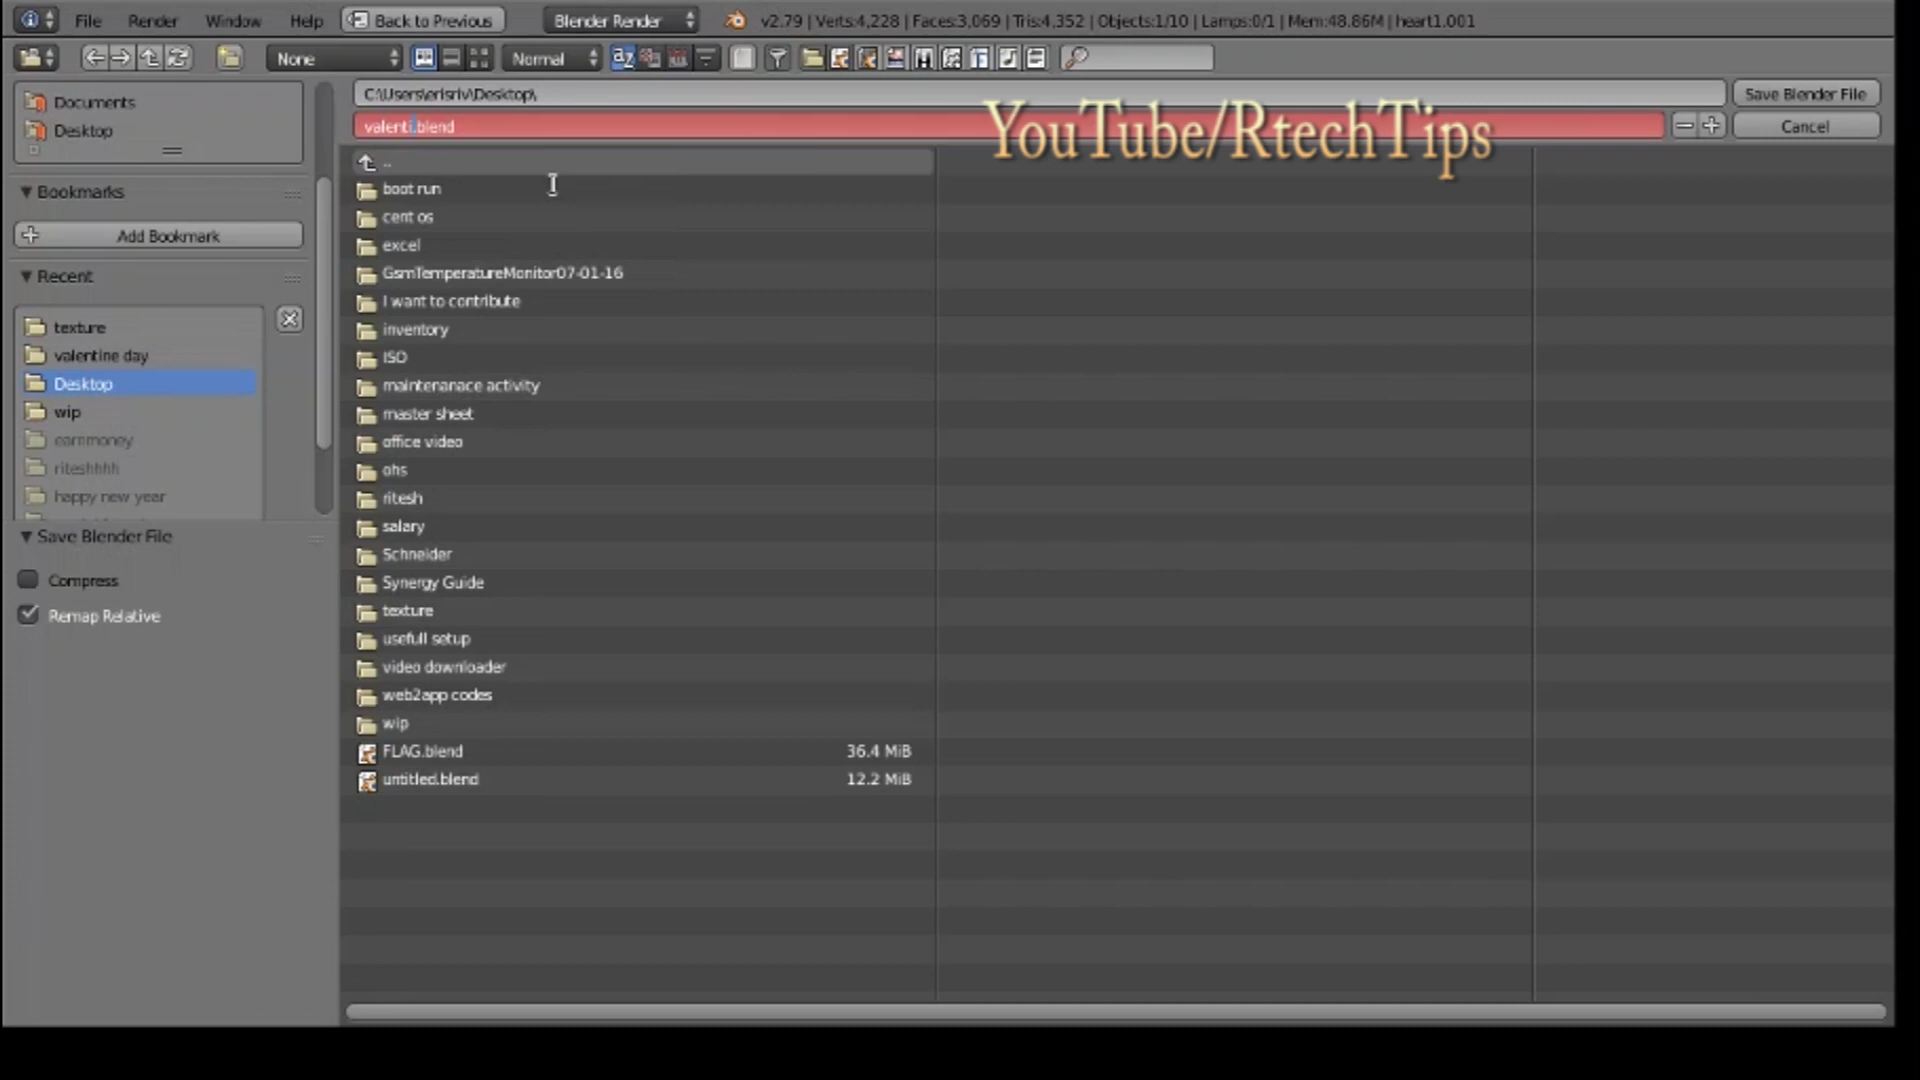 File Render Window Help Back to Previous Blender Render v2.79 | Verts:4,228 | Faces:3,069 | Tris:4,352 | Objects:1/10 | Lamps:0/1 | Mem:48.86M | heart1.001
None Normal
Documents
Desktop
Bookmarks
Add Bookmark
Recent
texture
valentine day
Desktop
wip
earnmoney
riteshhhh
happy new year
Save Blender File
Compress
Remap Relative
C:\Users\erisriv\Desktop\ Save Blender File
valenti.blend Cancel
YouTube/RtechTips
..
boot run
cent os
excel
GsmTemperatureMonitor07-01-16
I want to contribute
inventory
ISO
maintenanace activity
master sheet
office video
ohs
ritesh
salary
Schneider
Synergy Guide
texture
usefull setup
video downloader
web2app codes
wip
FLAG.blend 36.4 MiB
untitled.blend 12.2 MiB